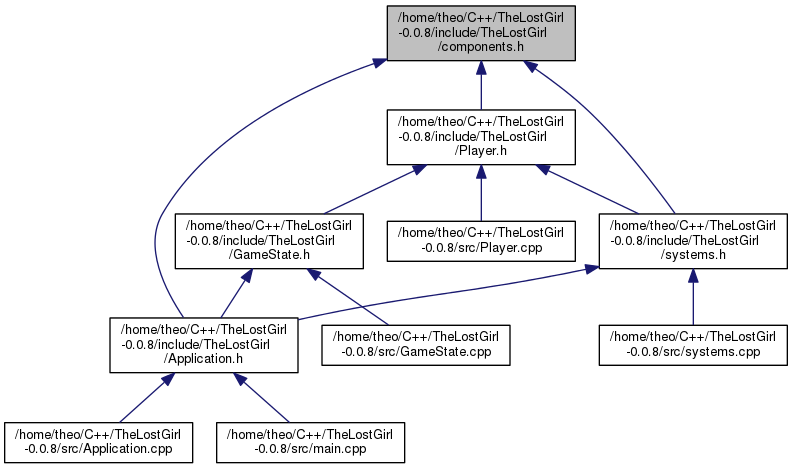 /home/theo/C++/TheLostGirl
-0.0.8/include/TheLostGirl
/components.h
/home/theo/C++/TheLostGirl
-0.0.8/include/TheLostGirl
/Player.h
/home/theo/C++/TheLostGirl
-0.0.8/include/TheLostGirl
/GameState.h
/home/theo/C++/TheLostGirl
-0.0.8/src/Player.cpp
/home/theo/C++/TheLostGirl
-0.0.8/include/TheLostGirl
/systems.h
/home/theo/C++/TheLostGirl
-0.0.8/include/TheLostGirl
/Application.h
/home/theo/C++/TheLostGirl
-0.0.8/src/GameState.cpp
/home/theo/C++/TheLostGirl
-0.0.8/src/systems.cpp
/home/theo/C++/TheLostGirl
-0.0.8/src/Application.cpp
/home/theo/C++/TheLostGirl
-0.0.8/src/main.cpp